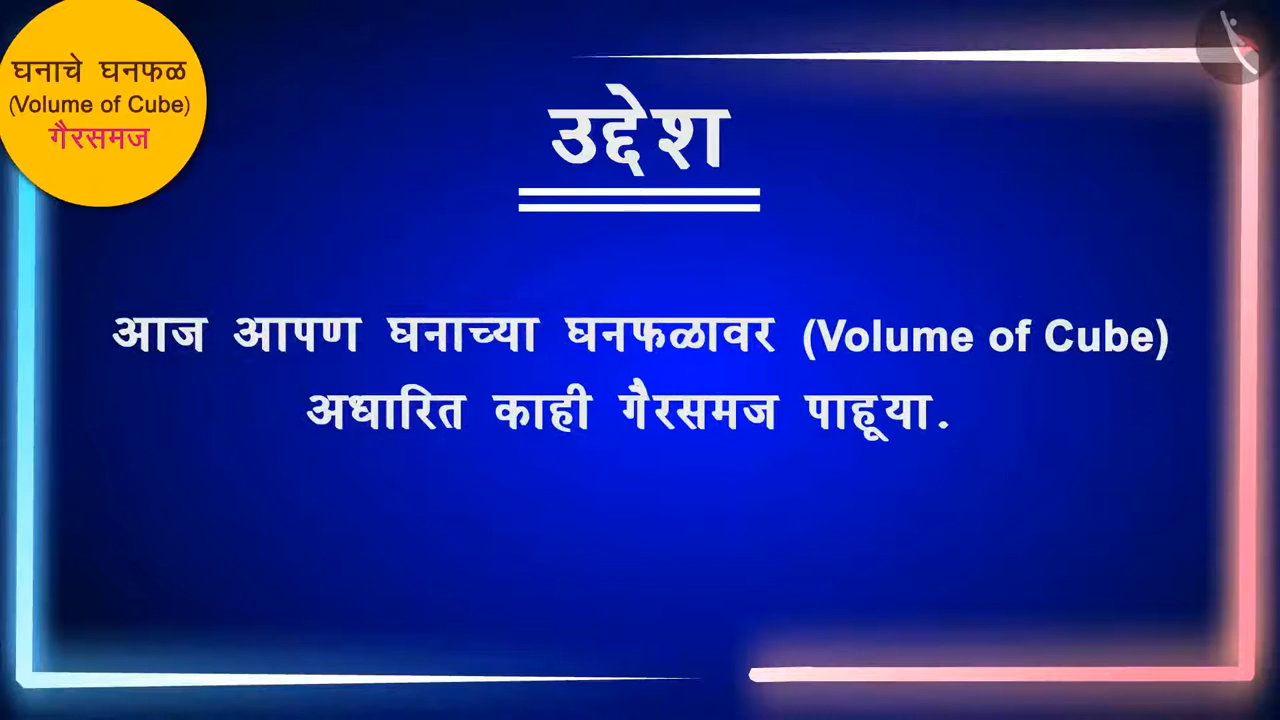 घनाचे घनफळ
(Volume of Cube)
गैरसमज
उद्देश
आज आपण घनाच्या घनफळावर (Volume of Cube)
अधारित काही गैरसमज पाहूया.